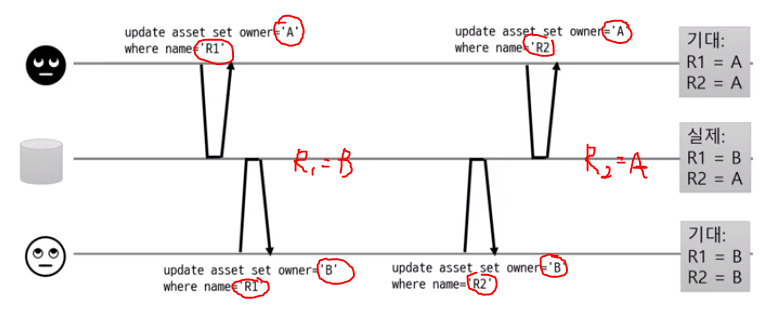 update asset set owner='A'
where name='R1'
update asset set owner='A'
where name='R2
기대:
R1 = A
R2 = A
R1 = B
R2 = A
실제:
R1 = B
R2 = A
update asset set owner='B'
where name='R1'
update asset set owner='B'
where name='R2'
기대:
R1 = B
R2 = B